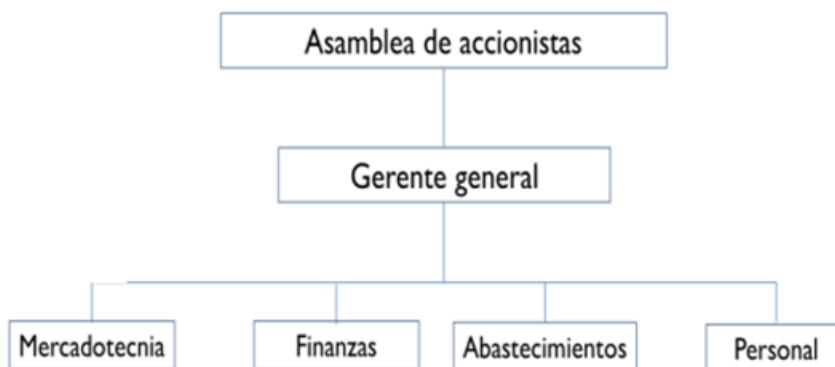 Asamblea de accionistas
Gerente general
Mercadotecnia
Finanzas
Abastecimientos
Personal